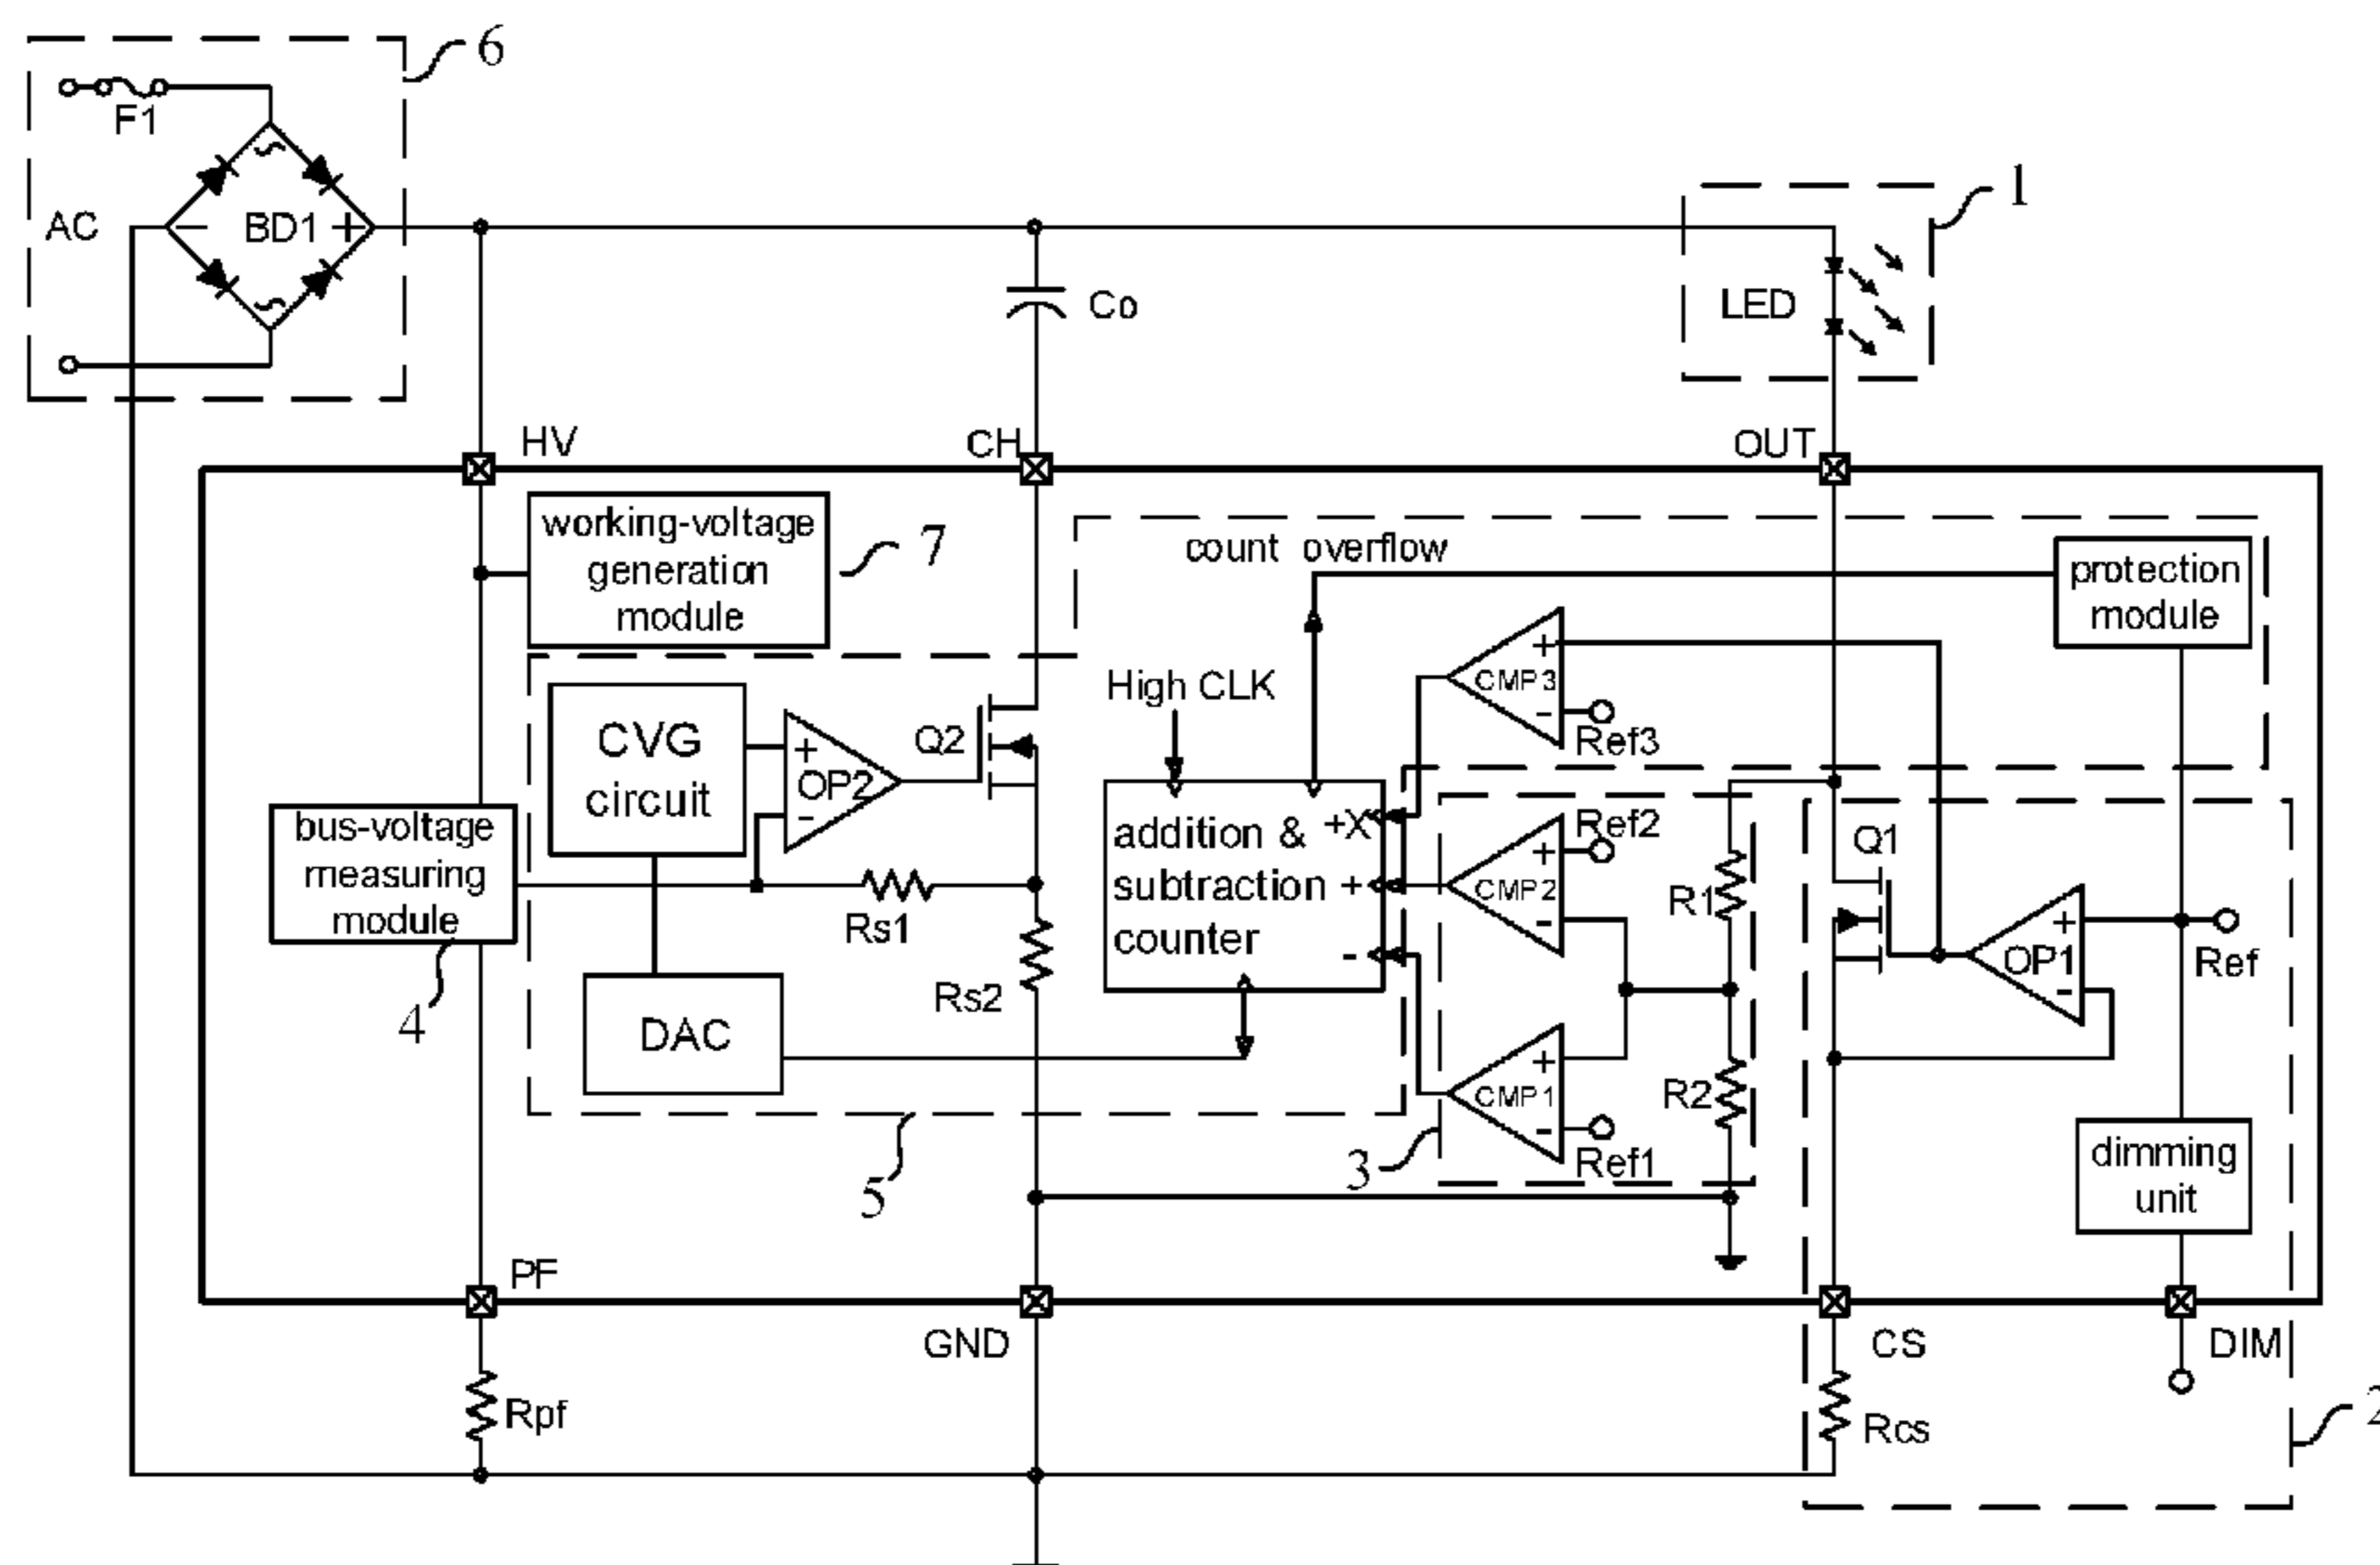 6
F1
AC
BD1
+
1
Co
LED
HV
CH
OUT
working-voltage
generation
module
7
count overflow
protection
module
High CLK
CMP3
+
-
Ref3
CVG
circuit
+
OP2
-
Q2
bus-voltage
measuring
module
4
addition &
subtraction
counter
+X
+
-
Ref2
+
CMP2
-
R1
Q1
+
OP1
-
Ref
Rs1
Rs2
DAC
+
CMP1
-
Ref1
R2
3
5
dimming
unit
PF
GND
CS
DIM
Rpf
Rcs
2